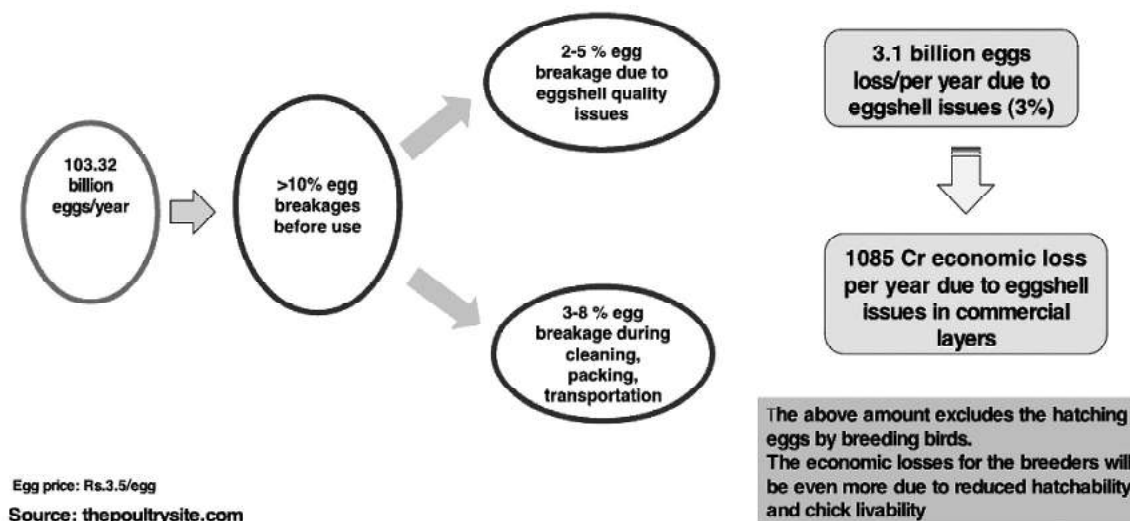 103.32
billion
eggs/year
>10% egg
breakages
before use
2-5 % egg
breakage due to
eggshell quality
issues
3-8 % egg
breakage during
cleaning,
packing,
transportation
3.1 billion eggs
loss/per year due to
eggshell issues (3%)
1085 Cr economic loss
per year due to eggshell
issues in commercial
layers
The above amount excludes the hatching
eggs by breeding birds.
The economic losses for the breeders will
be even more due to reduced hatchability
and chick livability
Egg price: Rs.3.5/egg
Source: thepoultrysite.com